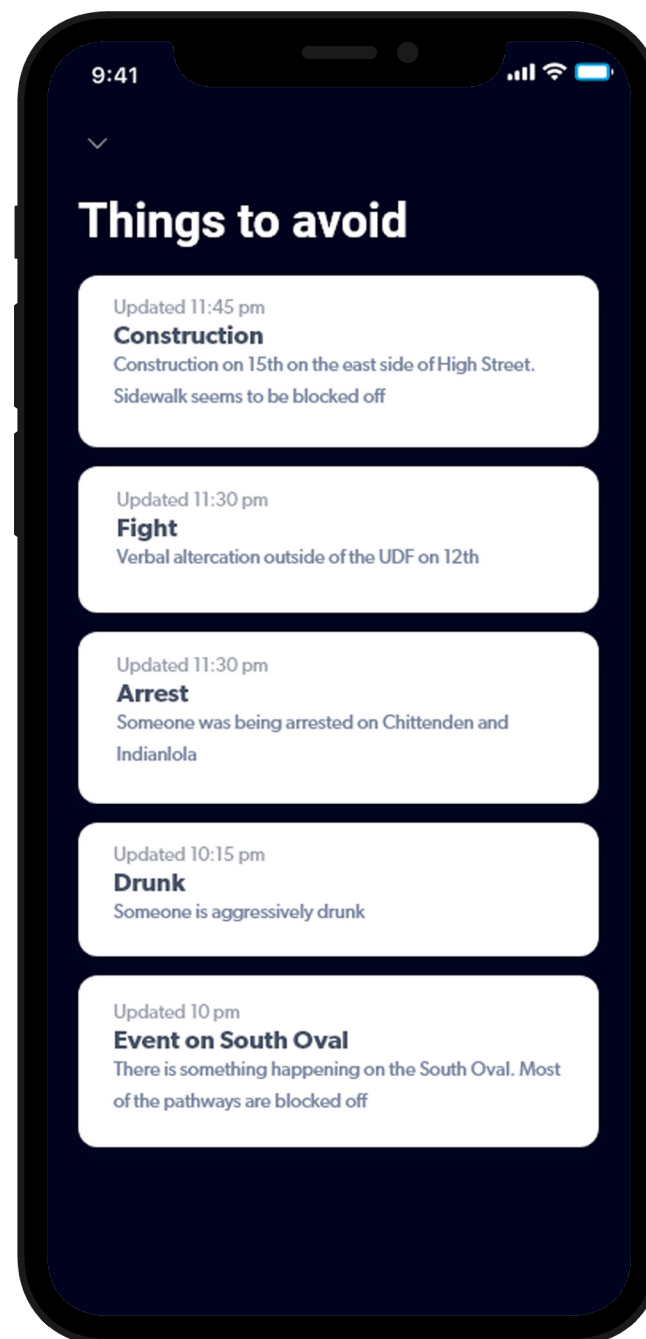 9:41
Things to avoid
Updated 11:45 pm
Construction
Construction on 15th on the east side of High Street.
Sidewalk seems to be blocked off
Updated 11:30 pm
Fight
Verbal altercation outside of the UDF on 12th
Updated 11:30 pm
Arrest
Someone was being arrested on Chittenden and
Indianlola
Updated 10:15 pm
Drunk
Someone is aggressively drunk
Updated 10 pm
Event on South Oval
There is something happening on the South Oval. Most
of the pathways are blocked off